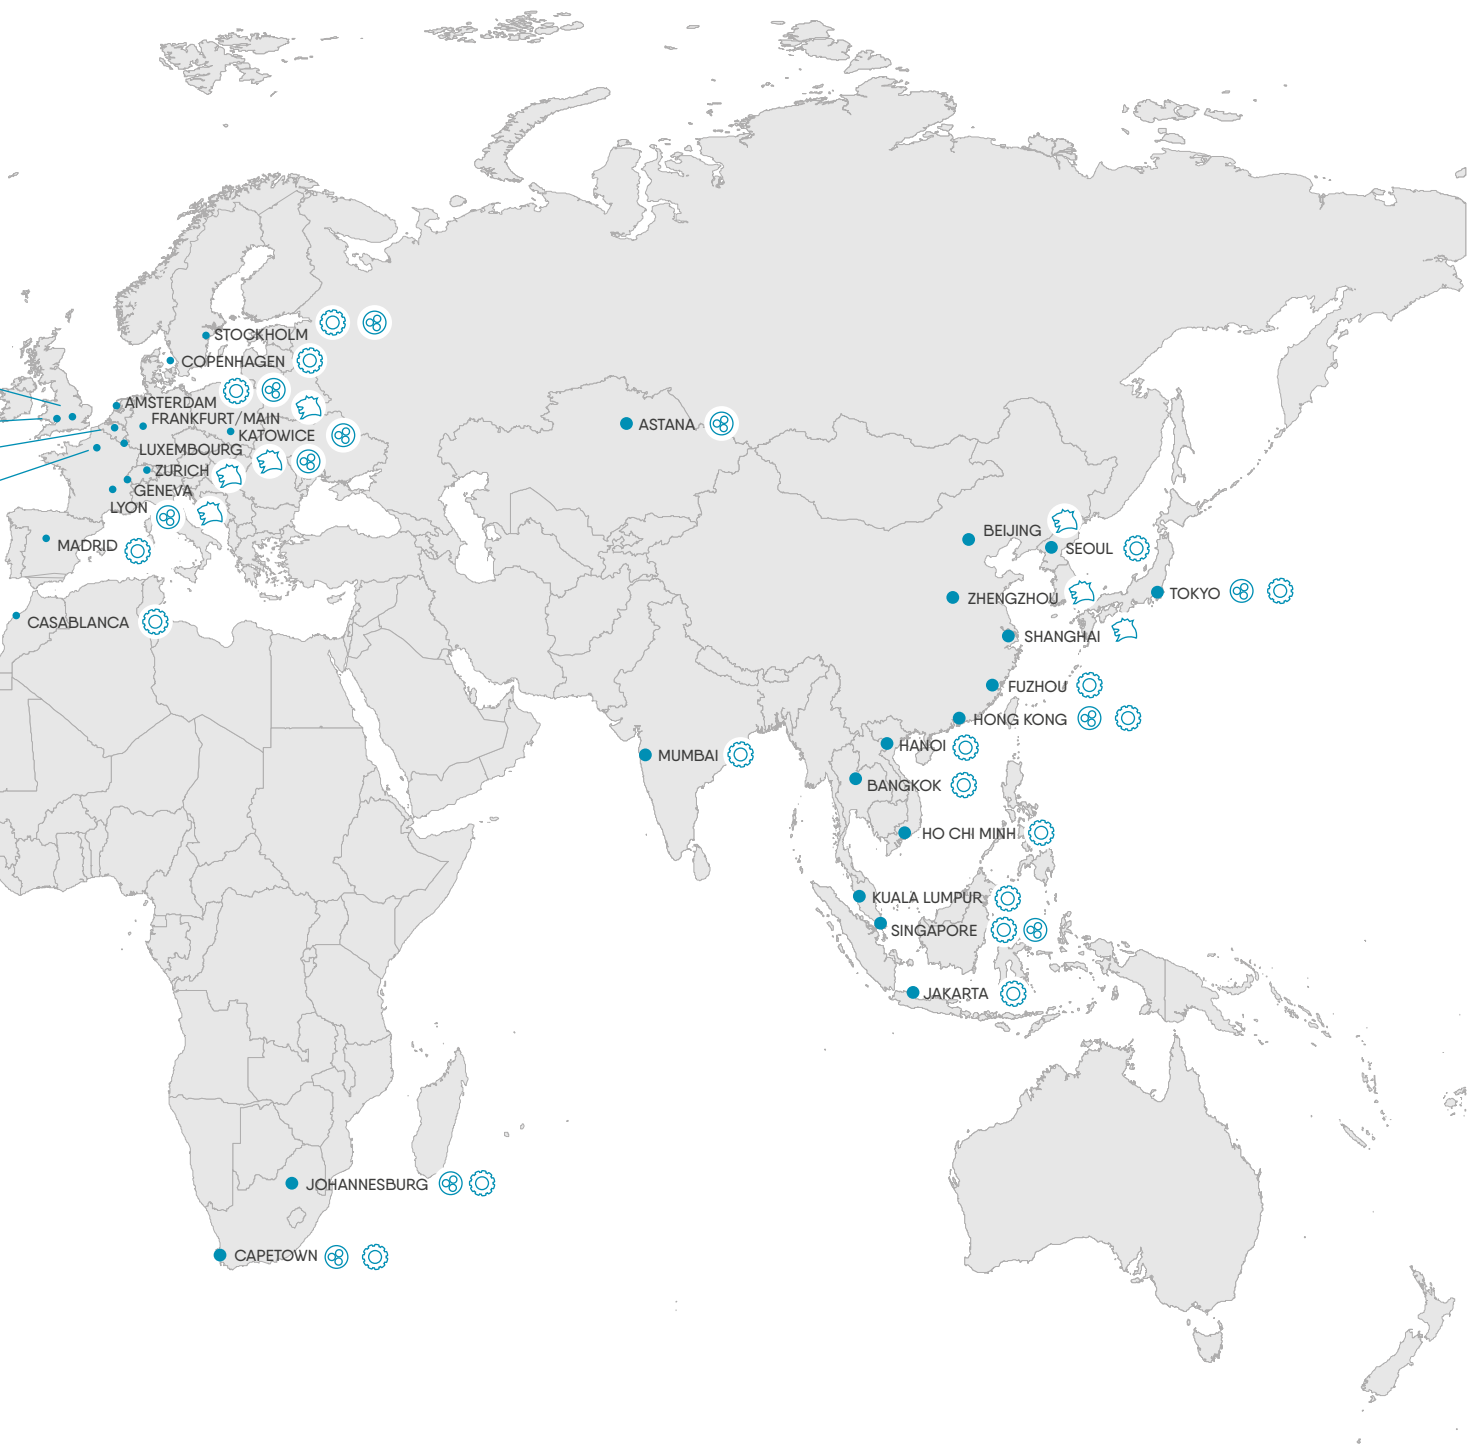 STOCKHOLM
COPENHAGEN
AMSTERDAM
FRANKFURT/MAIN
KATOWICE
LUXEMBOURG
ZURICH
GENEVA
LYON
MADRID
CASABLANCA
ASTANA
BEIJING
SEOUL
ZHENGZHOU
TOKYO
SHANGHAI
FUZHOU
HONG KONG
HANOI
MUMBAI
BANGKOK
HO CHI MINH
KUALA LUMPUR
SINGAPORE
JAKARTA
JOHANNESBURG
CAPETOWN